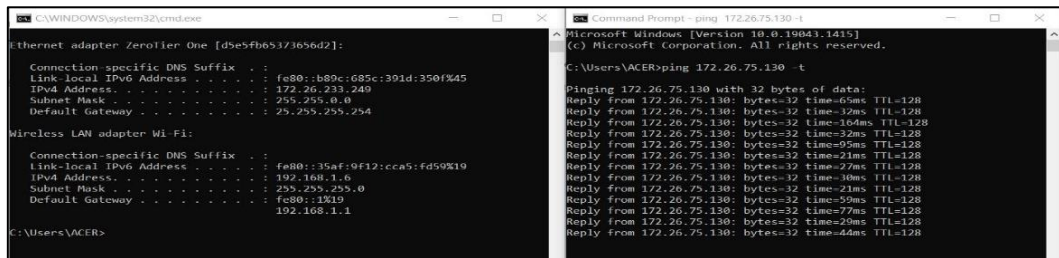 C:\WINDOWS\system32\cmd.exe
Ethernet adapter ZeroTier One [d5e5fb65373656d2]:
Connection-specific DNS Suffix  . :
Link-local IPv6 Address . . . . . : fe80::b89c:685c:391d:350f%45
IPv4 Address. . . . . . . . . . . : 172.26.233.249
Subnet Mask . . . . . . . . . . . : 255.255.0.0
Default Gateway . . . . . . . . . : 25.255.255.254
Wireless LAN adapter Wi-Fi:
Connection-specific DNS Suffix  . :
Link-local IPv6 Address . . . . . : fe80::35af:9f12:cca5:fd59%19
IPv4 Address. . . . . . . . . . . : 192.168.1.6
Subnet Mask . . . . . . . . . . . : 255.255.255.0
Default Gateway . . . . . . . . . : fe80::1%19
192.168.1.1
C:\Users\ACER>
Command Prompt - ping 172.26.75.130 -t
Microsoft Windows [Version 10.0.19043.1415]
(c) Microsoft Corporation. All rights reserved.
C:\Users\ACER>ping 172.26.75.130 -t
Pinging 172.26.75.130 with 32 bytes of data:
Reply from 172.26.75.130: bytes=32 time=65ms TTL=128
Reply from 172.26.75.130: bytes=32 time=32ms TTL=128
Reply from 172.26.75.130: bytes=32 time=164ms TTL=128
Reply from 172.26.75.130: bytes=32 time=32ms TTL=128
Reply from 172.26.75.130: bytes=32 time=95ms TTL=128
Reply from 172.26.75.130: bytes=32 time=21ms TTL=128
Reply from 172.26.75.130: bytes=32 time=27ms TTL=128
Reply from 172.26.75.130: bytes=32 time=30ms TTL=128
Reply from 172.26.75.130: bytes=32 time=21ms TTL=128
Reply from 172.26.75.130: bytes=32 time=59ms TTL=128
Reply from 172.26.75.130: bytes=32 time=77ms TTL=128
Reply from 172.26.75.130: bytes=32 time=29ms TTL=128
Reply from 172.26.75.130: bytes=32 time=44ms TTL=128